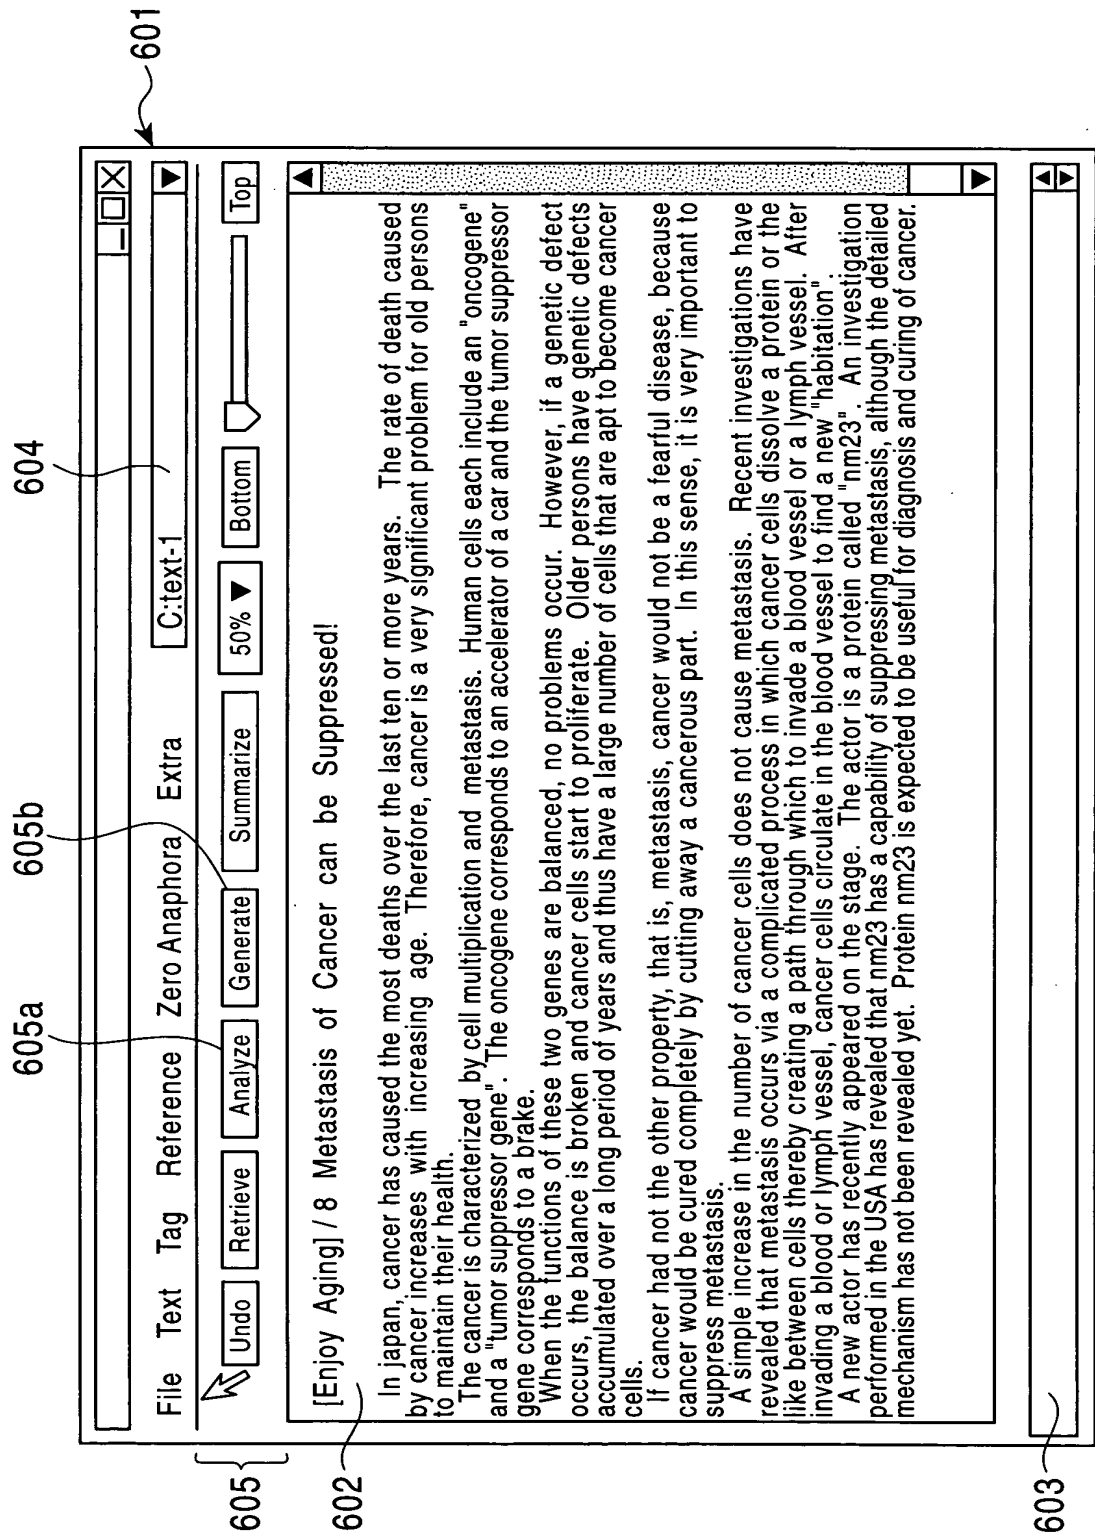 601
604
605b
605a
C:text-1
File Text Tag Reference Zero Anaphora Extra
605
Undo Retrieve Analyze Generate Summarize 50% Bottom Top
602
[Enjoy Aging] / 8 Metastasis of Cancer can be Suppressed!
In japan, cancer has caused the most deaths over the last ten or more years. The rate of death caused
by cancer increases with increasing age. Therefore, cancer is a very significant problem for old persons
to maintain their health.
The cancer is characterized by cell multiplication and metastasis. Human cells each include an "oncogene"
and a "tumor suppressor gene". The oncogene corresponds to an accelerator of a car and the tumor suppressor
gene corresponds to a brake.
When the functions of these two genes are balanced, no problems occur. However, if a genetic defect
occurs, the balance is broken and cancer cells start to proliferate. Older persons have genetic defects
accumulated over a long period of years and thus have a large number of cells that are apt to become cancer
cells.
If cancer had not the other property, that is, metastasis, cancer would not be a fearful disease, because
cancer would be cured completely by cutting away a cancerous part. In this sense, it is very important to
suppress metastasis.
A simple increase in the number of cancer cells does not cause metastasis. Recent investigations have
revealed that metastasis occurs via a complicated process in which cancer cells dissolve a protein or the
like between cells thereby creating a path through which to invade a blood vessel or a lymph vessel. After
invading a blood or lymph vessel, cancer cells circulate in the blood vessel to find a new "habitation".
A new actor has recently appeared on the stage. The actor is a protein called "nm23". An investigation
performed in the USA has revealed that nm23 has a capability of suppressing metastasis, although the detailed
mechanism has not been revealed yet. Protein nm23 is expected to be useful for diagnosis and curing of cancer.
603